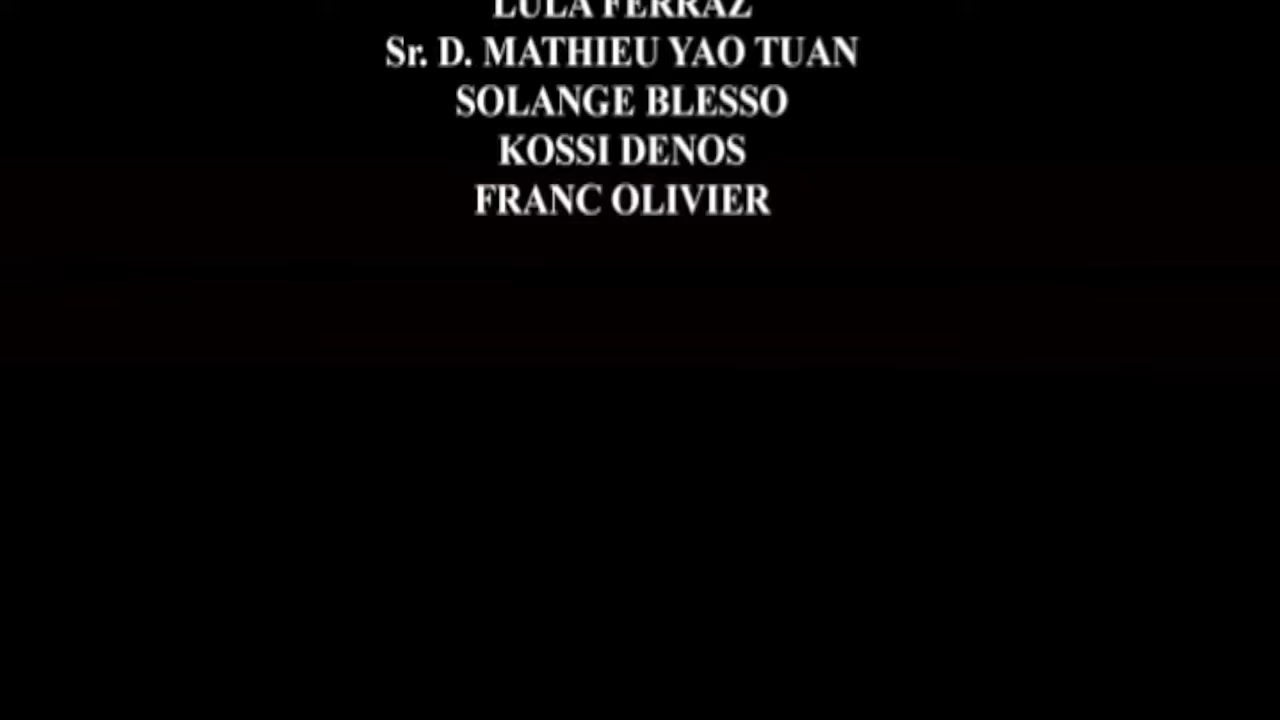 LULA FERRAZ
Sr. D. MATHIEU YAO TUAN
SOLANGE BLESSO
KOSSI DENOS
FRANC OLIVIER